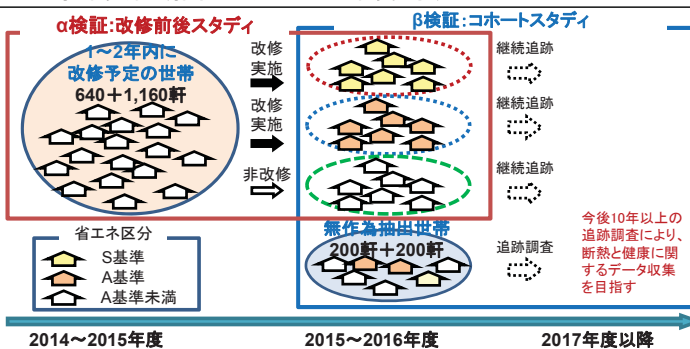 α検証:改修前後スタディ
β検証:コホートスタディ
1～2年内に
改修予定の世帯
640＋1,160軒
改修
実施
改修
実施
非改修
継続追跡
継続追跡
継続追跡
無作為抽出世帯
200軒＋200軒
追跡調査
今後10年以上の
追跡調査により、
断熱と健康に関
するデータ収集
を目指す
省エネ区分
S基準
A基準
A基準未満
2014～2015年度
2015～2016年度
2017年度以降